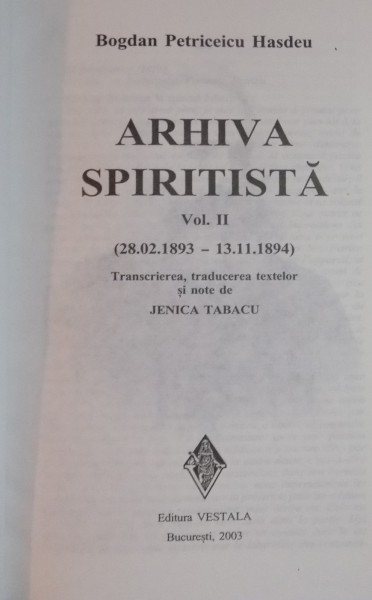 Bogdan Petriceicu Hasdeu
ARHIVA
SPIRITISTĂ
Vol. II
(28.02.1893 – 13.11.1894)
Transcrierea, traducerea textelor
și note de
JENICA TABACU
Editura VESTALA
București, 2003